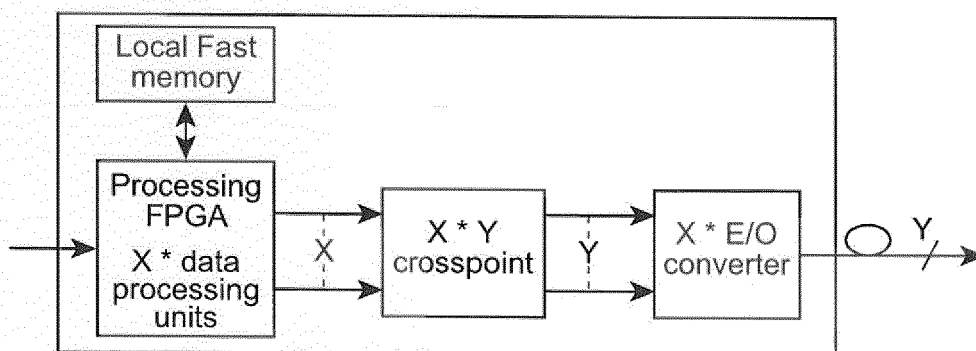 Local Fast
memory
Processing
FPGA
X * data
processing
units
X
X * Y
crosspoint
Y
X * E/O
converter
Y